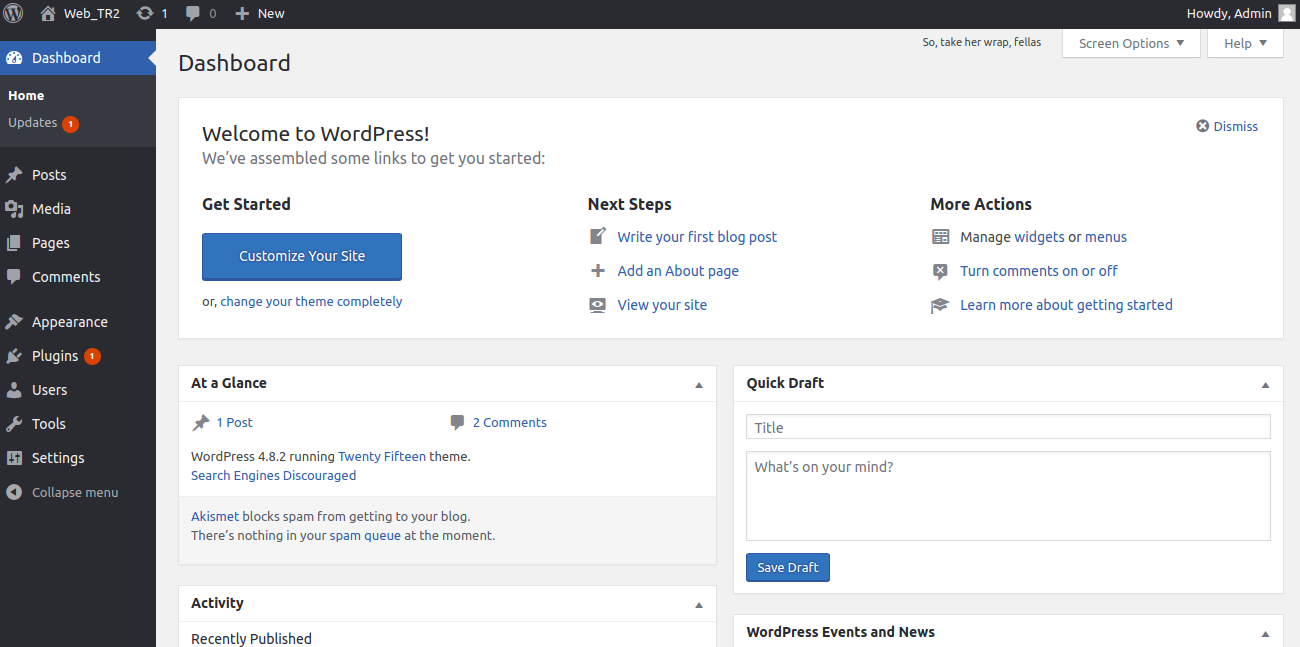 Web_TR2 1 0 New Howdy, Admin
So, take her wrap, fellas Screen Options Help
Dashboard
Home
Updates 1
Posts
Media
Pages
Comments
Appearance
Plugins 1
Users
Tools
Settings
Collapse menu
Dashboard
Welcome to WordPress!
We’ve assembled some links to get you started:
Dismiss
Get Started
Customize Your Site
or, change your theme completely
Next Steps
Write your first blog post
Add an About page
View your site
More Actions
Manage widgets or menus
Turn comments on or off
Learn more about getting started
At a Glance
1 Post 2 Comments
WordPress 4.8.2 running Twenty Fifteen theme.
Search Engines Discouraged
Akismet blocks spam from getting to your blog.
There’s nothing in your spam queue at the moment.
Activity
Recently Published
Quick Draft
Title
What’s on your mind?
Save Draft
WordPress Events and News